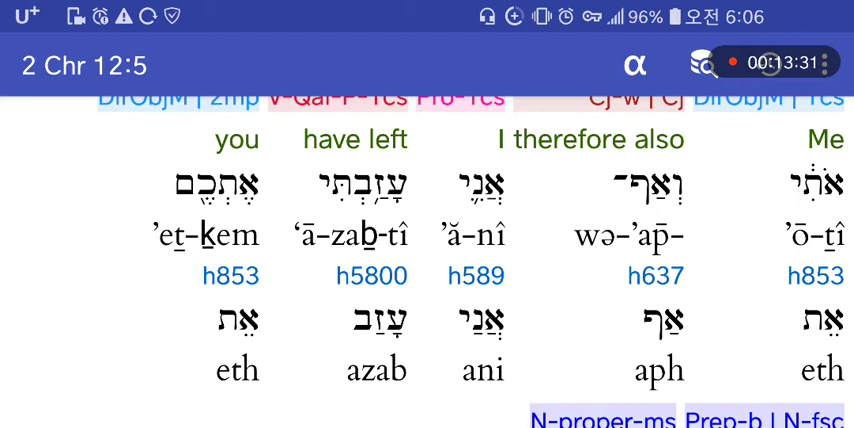 U+ 96% 오전 6:06
2 Chr 12:5 α 00:13:31
DirObjM | 2mp V-Qal-P-1cs Pro-1cs Cj-w | Cj DirObjM | 1cs
you have left I therefore also Me
אֹתִ֔י וְאַף־ אֲנִ֛י עָזַ֥בְתִּי אֶתְכֶ֖ם
’eṯ-ḵem ‘ā-zaḇ-tî ’ă-nî wə-’ap̄- ’ō-ṯî
h853 h5800 h589 h637 h853
אֵת אַף אֲנִי עָזַב אֵת
eth azab ani aph eth
N-proper-ms Prep-b | N-fsc